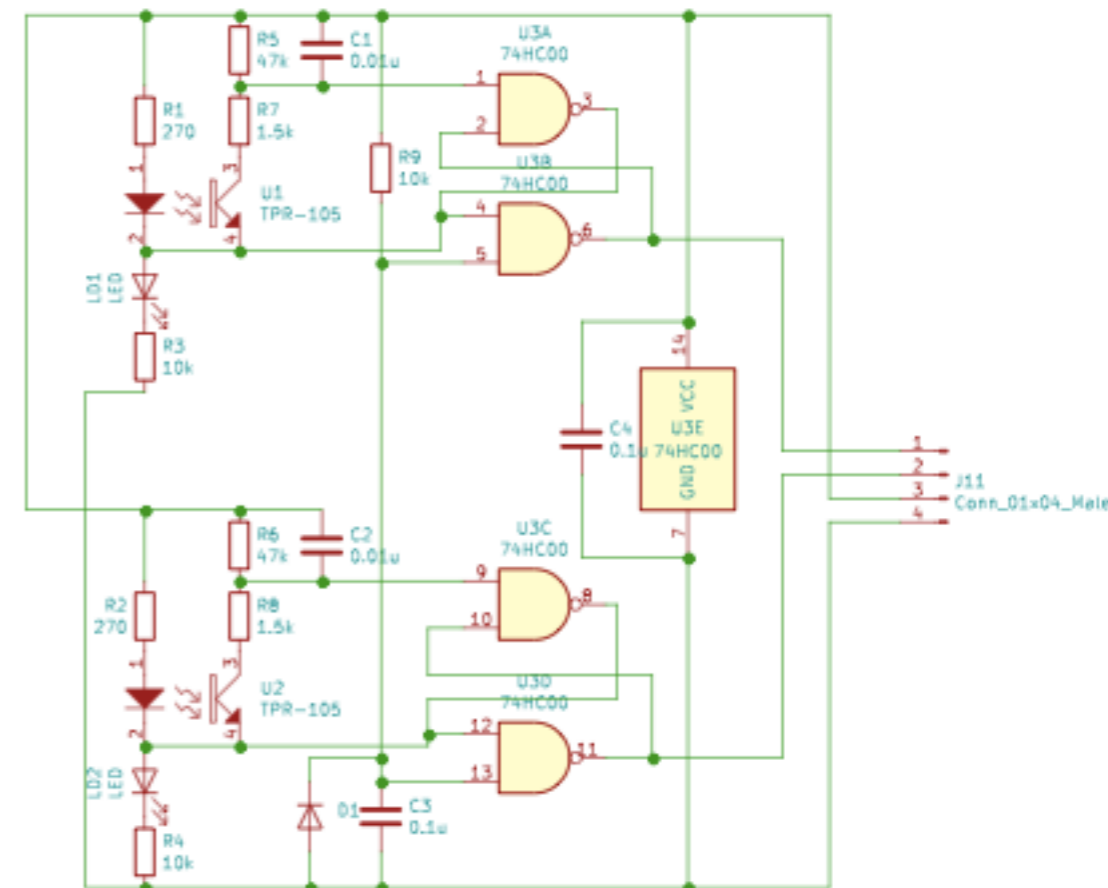 R5
47k
C1
0.01u
U3A
74HC00
1
2
3
R1
270
R7
1.5k
R9
10k
1
3
U1
TPR-105
2
4
U3B
74HC00
4
5
6
LD1
LED
R3
10k
14
VCC
U3E
74HC00
GND
7
C4
0.1u
1
2
3
4
J11
Conn_01x04_Male
R6
47k
C2
0.01u
U3C
74HC00
9
10
8
R2
270
R8
1.5k
1
3
U2
TPR-105
2
4
U3D
74HC00
12
13
11
LD2
LED
R4
10k
D1
C3
0.1u